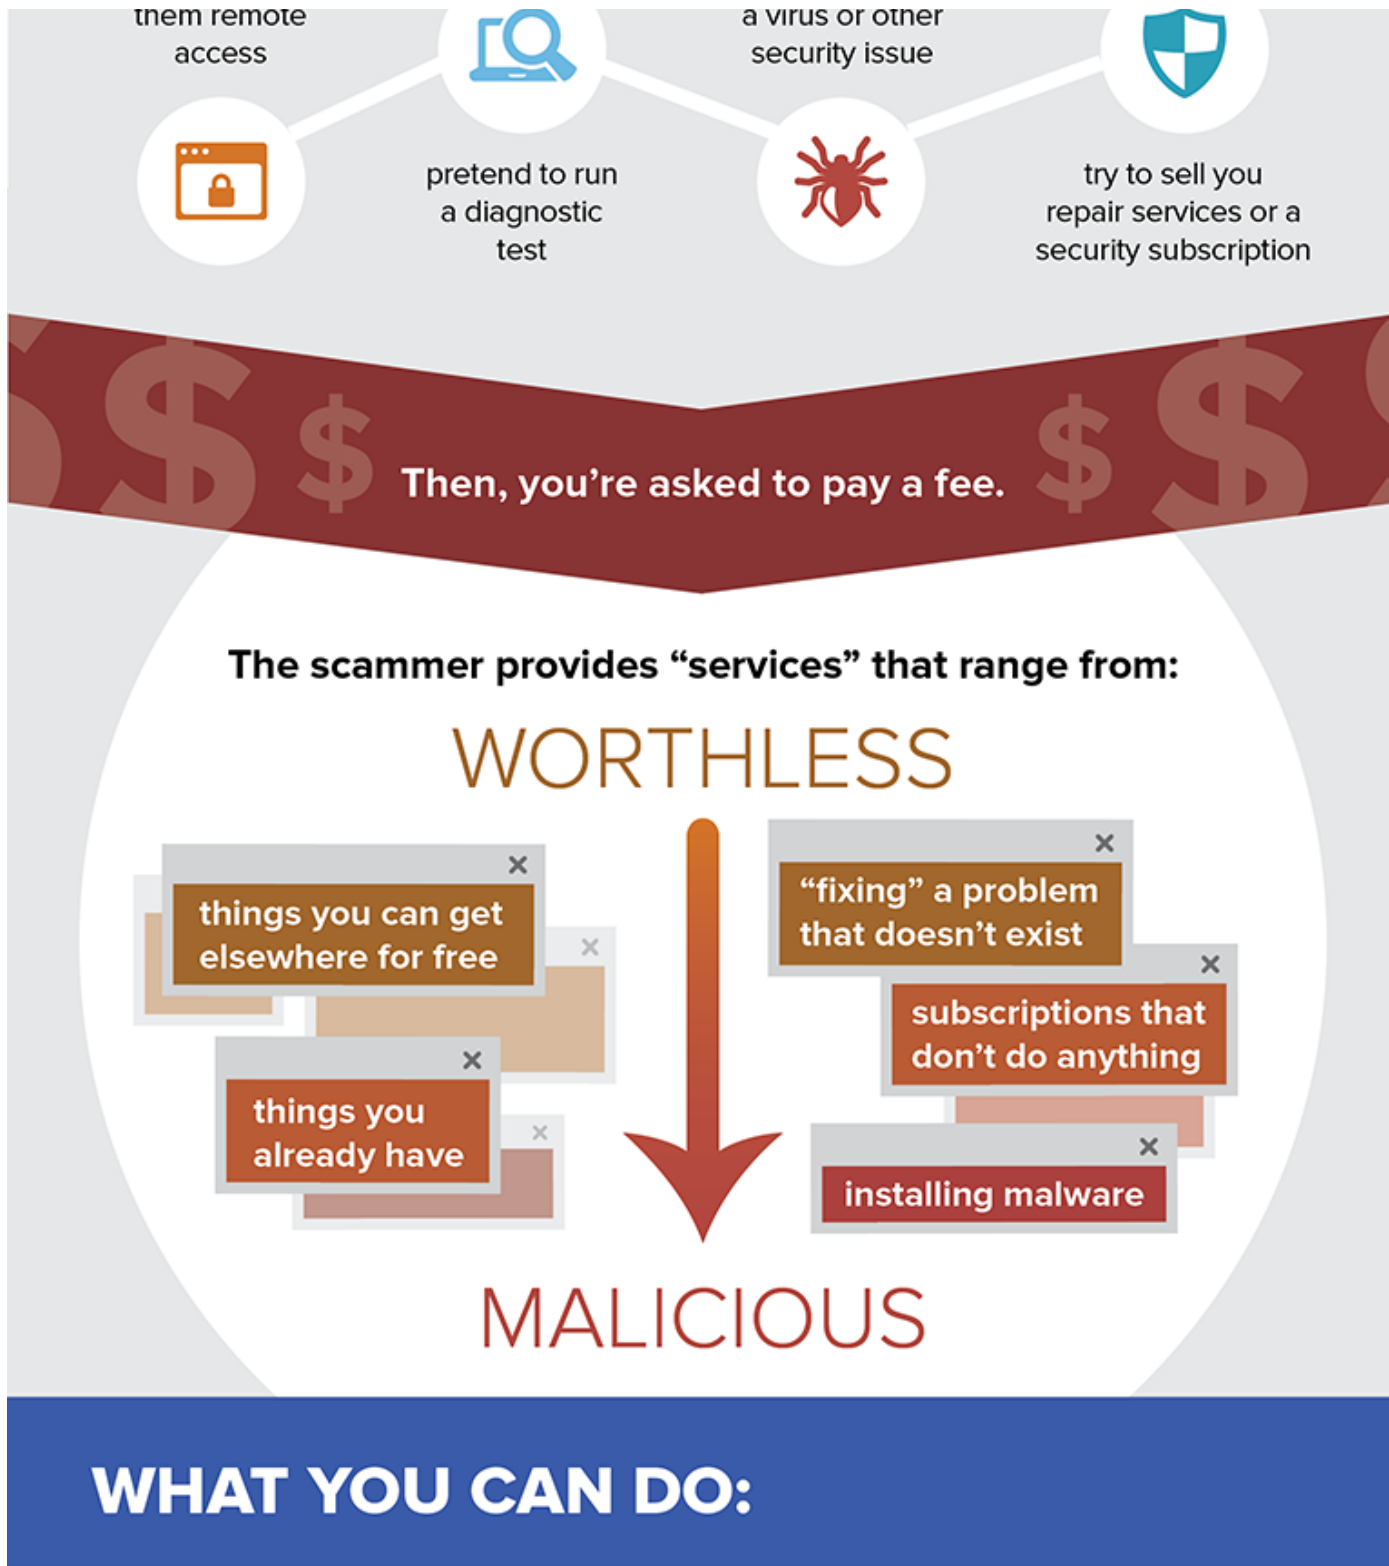 them remote
access
a virus or other
security issue
pretend to run
a diagnostic
test
try to sell you
repair services or a
security subscription
$ $ $ $
Then, you’re asked to pay a fee.
The scammer provides “services” that range from:
WORTHLESS
things you can get
elsewhere for free
“fixing” a problem
that doesn’t exist
subscriptions that
don’t do anything
things you
already have
installing malware
MALICIOUS
WHAT YOU CAN DO: